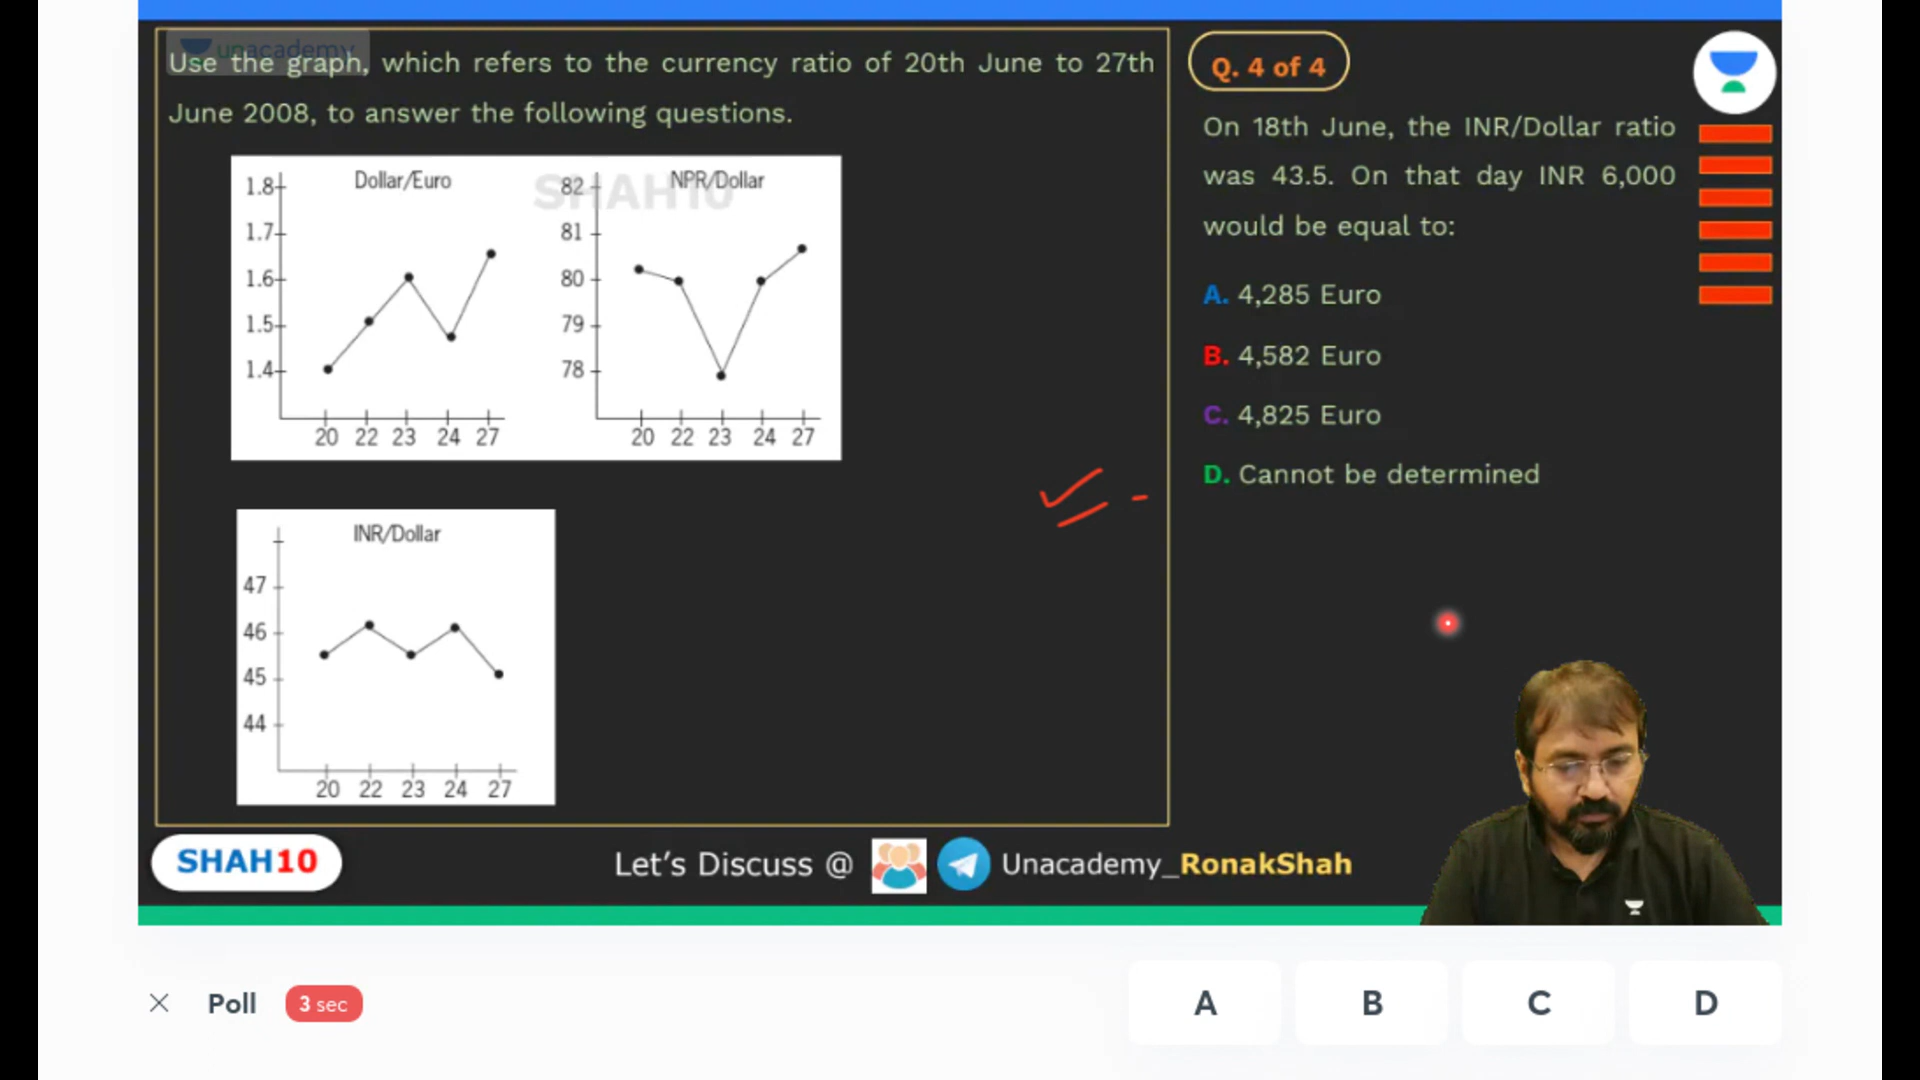 unacademy
Use the graph, which refers to the currency ratio of 20th June to 27th
June 2008, to answer the following questions.
Q. 4 of 4
On 18th June, the INR/Dollar ratio
was 43.5. On that day INR 6,000
would be equal to:
A. 4,285 Euro
B. 4,582 Euro
C. 4,825 Euro
D. Cannot be determined
Dollar/Euro
1.8
1.7
1.6
1.5
1.4
20 22 23 24 27
SHAH10
NPR/Dollar
82
81
80
79
78
20 22 23 24 27
INR/Dollar
47
46
45
44
20 22 23 24 27
SHAH10
Let's Discuss @ Unacademy_RonakShah
Poll 3 sec
A B C D